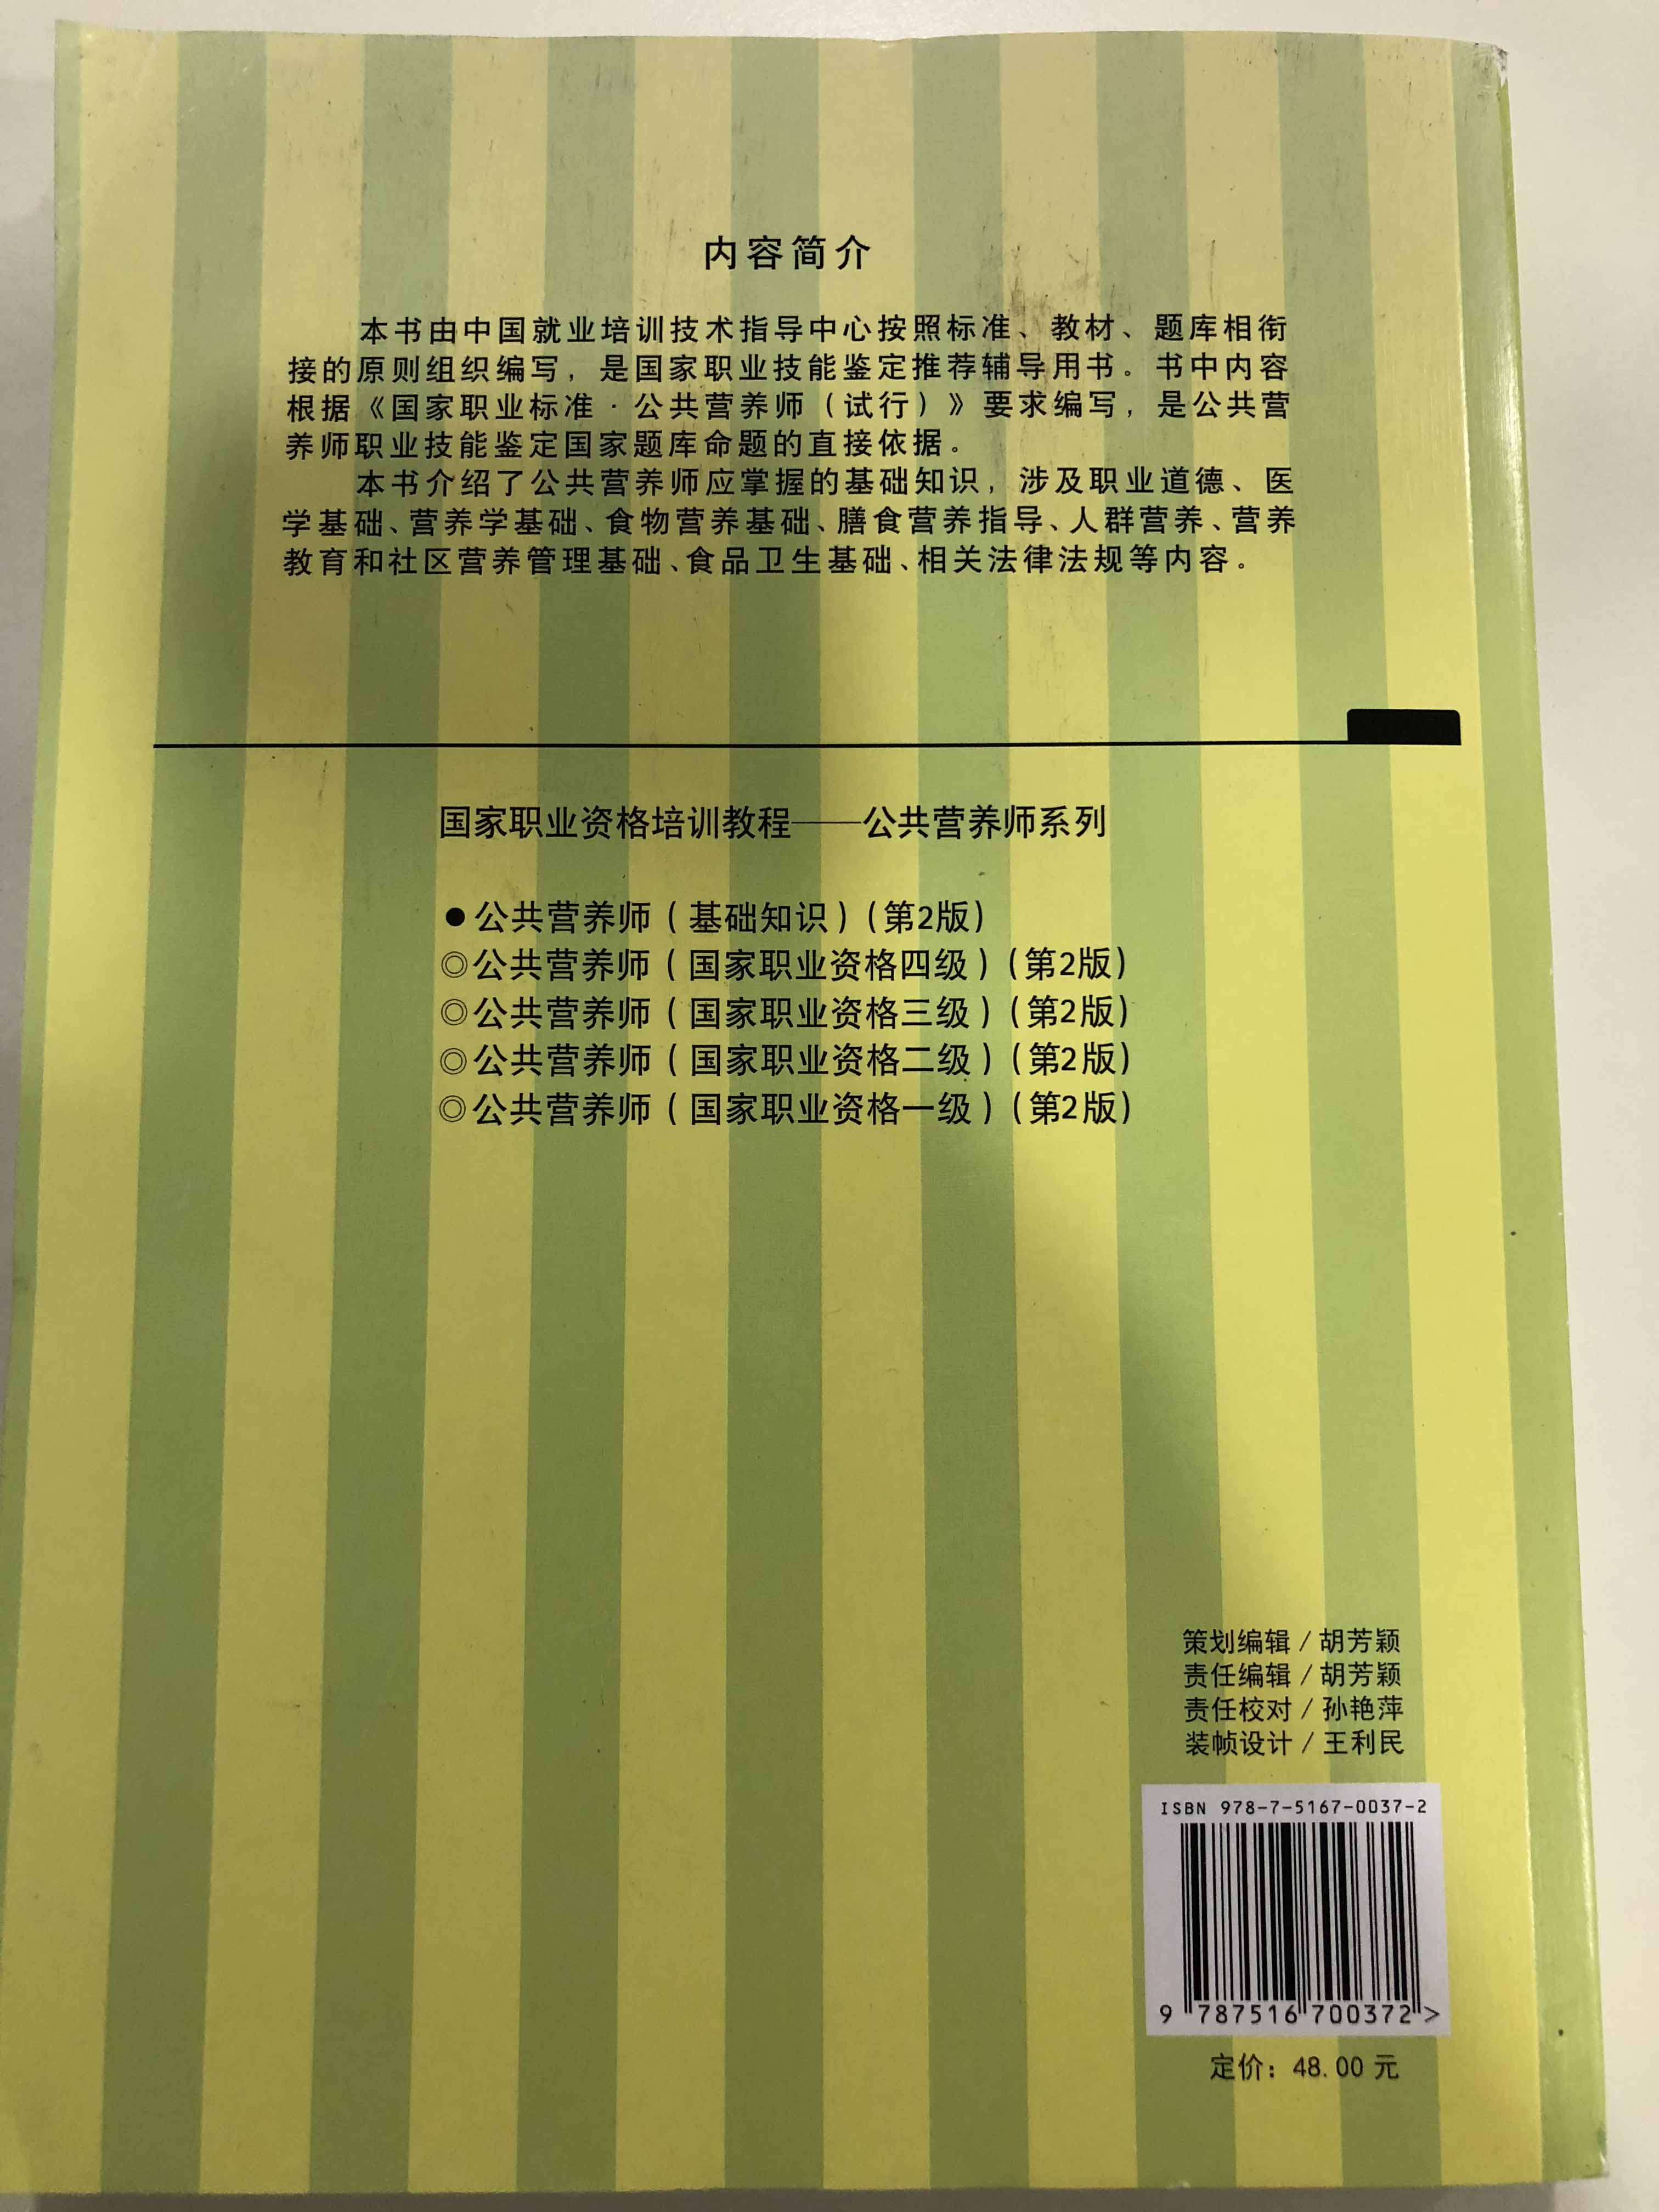 内容简介
本书由中国就业培训技术指导中心按照标准、教材、题库相衔
接的原则组织编写，是国家职业技能鉴定推荐辅导用书。书中内容
根据《国家职业标准·公共营养师（试行）》要求编写，是公共营
养师职业技能鉴定国家题库命题的直接依据。
本书介绍了公共营养师应掌握的基础知识，涉及职业道德、医
学基础、营养学基础、食物营养基础、膳食营养指导、人群营养、营养
教育和社区营养管理基础、食品卫生基础、相关法律法规等内容。
国家职业资格培训教程——公共营养师系列
●公共营养师（基础知识）（第2版）
◎公共营养师（国家职业资格四级）（第2版）
◎公共营养师（国家职业资格三级）（第2版）
◎公共营养师（国家职业资格二级）（第2版）
◎公共营养师（国家职业资格一级）（第2版）
策划编辑/胡芳颖
责任编辑/胡芳颖
责任校对/孙艳萍
装帧设计/王利民
ISBN 978-7-5167-0037-2
9 787516 700372 >
定价：48.00 元